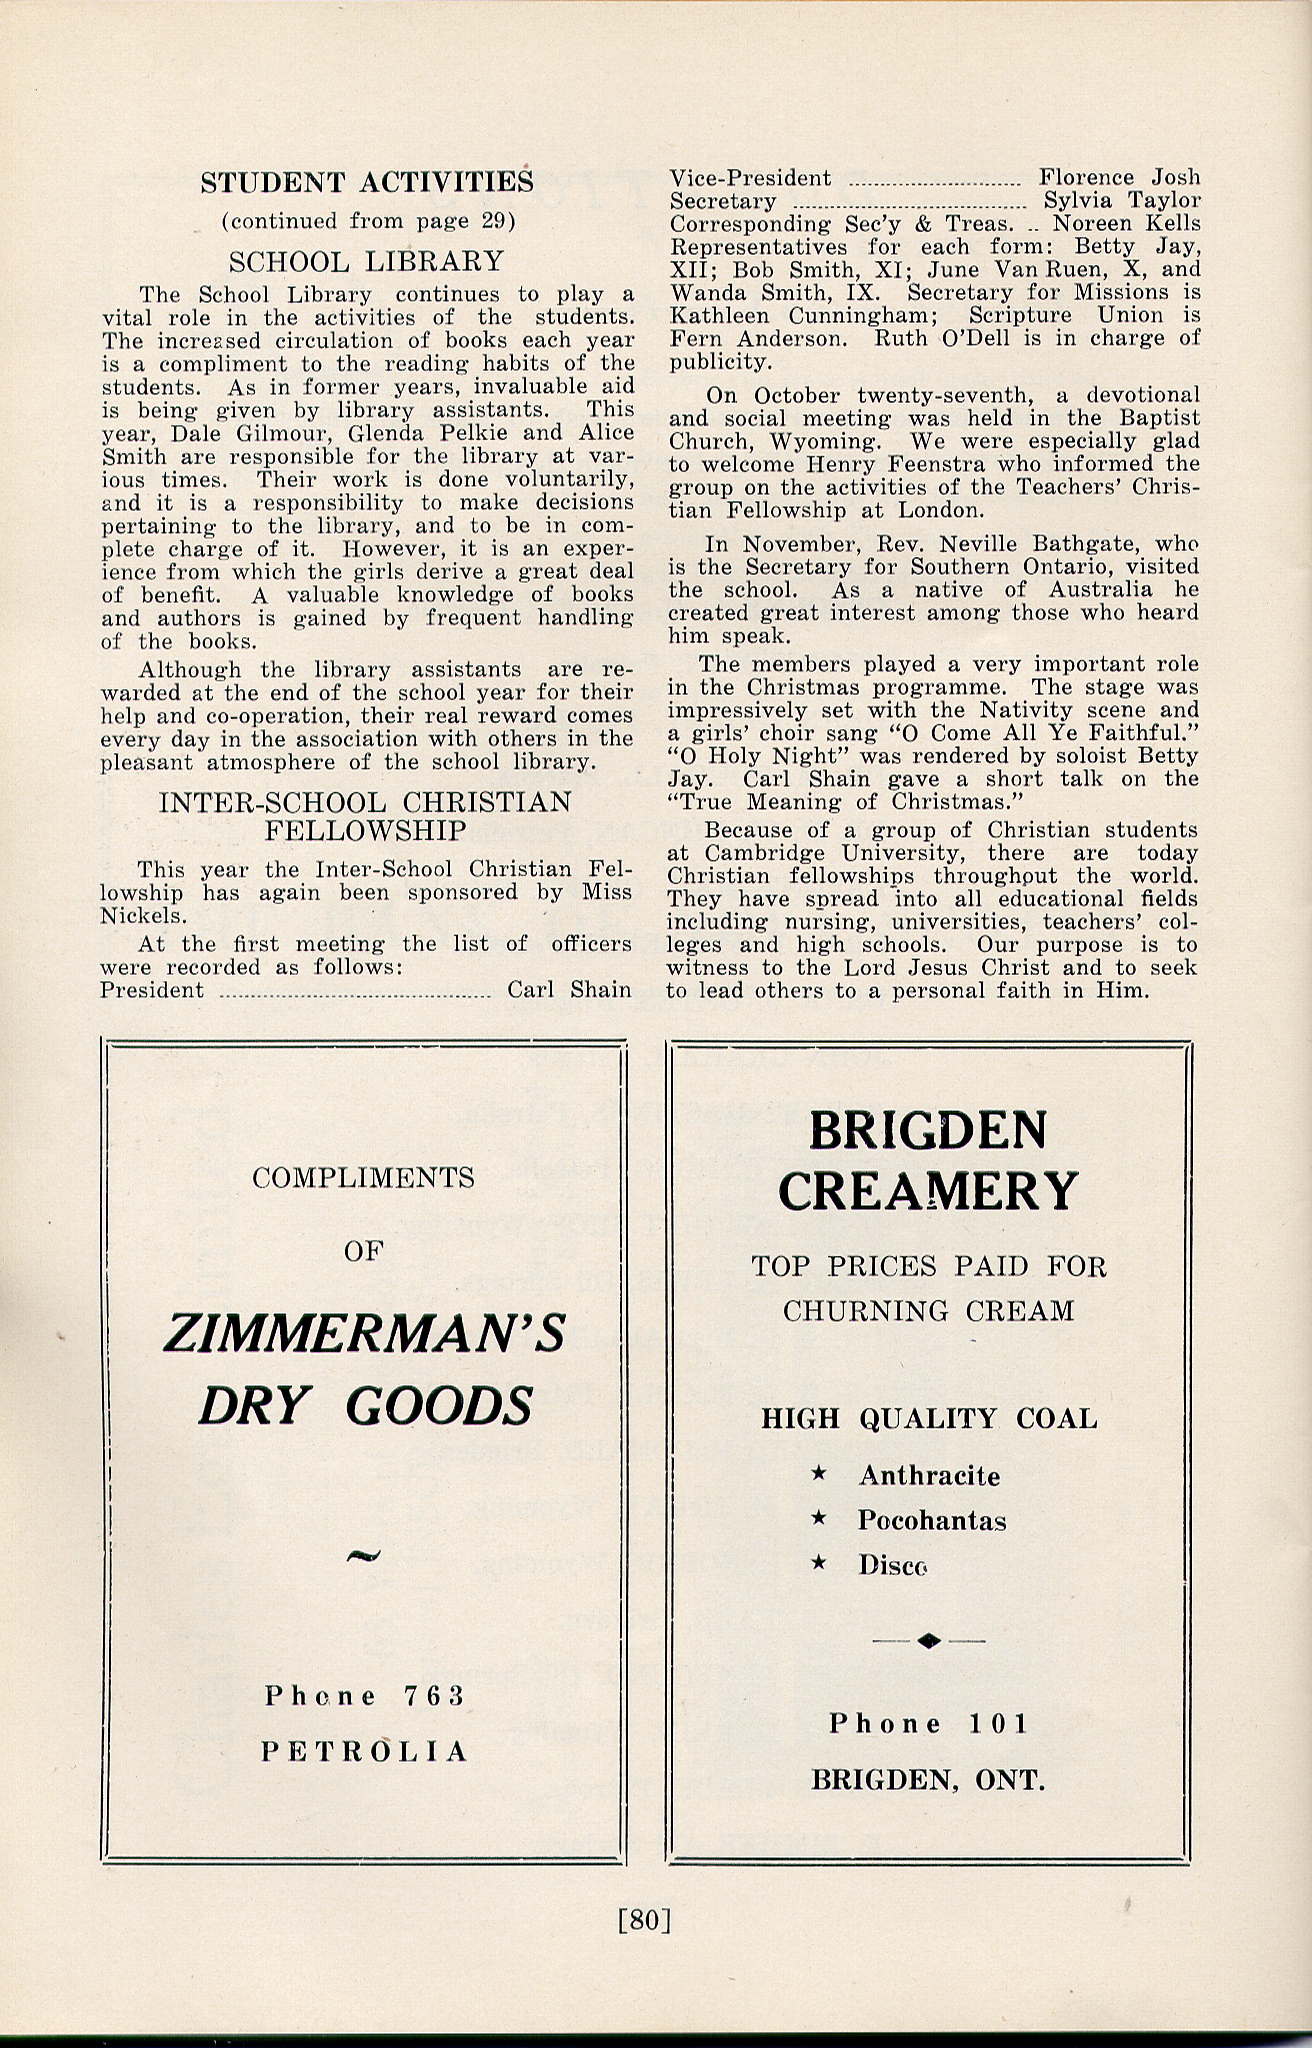 STUDENT ACTIVITIES
(continued from page 29)
SCHOOL LIBRARY
The School Library continues to play a
vital role in the activities of the students.
The increased circulation of books each year
is a compliment to the reading habits of the
students. As in former years, invaluable aid
is being given by library assistants. This
year, Dale Gilmour, Glenda Pelkie and Alice
Smith are responsible for the library at var-
ious times. Their work is done voluntarily,
and it is a responsibility to make decisions
pertaining to the library, and to be in com-
plete charge of it. However, it is an exper-
ience from which the girls derive a great deal
of benefit. A valuable knowledge of books
and authors is gained by frequent handling
of the books.
Although the library assistants are re-
warded at the end of the school year for their
help and co-operation, their real reward comes
every day in the association with others in the
pleasant atmosphere of the school library.
INTER-SCHOOL CHRISTIAN
FELLOWSHIP
This year the Inter-School Christian Fel-
lowship has again been sponsored by Miss
Nickels.
At the first meeting the list of officers
were recorded as follows:
President ........................................ Carl Shain
Vice-President ........................... Florence Josh
Secretary .................................... Sylvia Taylor
Corresponding Sec'y & Treas. .. Noreen Kells
Representatives for each form: Betty Jay,
XII; Bob Smith, XI; June Van Ruen, X, and
Wanda Smith, IX. Secretary for Missions is
Kathleen Cunningham; Scripture Union is
Fern Anderson. Ruth O'Dell is in charge of
publicity.
On October twenty-seventh, a devotional
and social meeting was held in the Baptist
Church, Wyoming. We were especially glad
to welcome Henry Feenstra who informed the
group on the activities of the Teachers' Chris-
tian Fellowship at London.
In November, Rev. Neville Bathgate, who
is the Secretary for Southern Ontario, visited
the school. As a native of Australia he
created great interest among those who heard
him speak.
The members played a very important role
in the Christmas programme. The stage was
impressively set with the Nativity scene and
a girls' choir sang "O Come All Ye Faithful."
"O Holy Night" was rendered by soloist Betty
Jay. Carl Shain gave a short talk on the
"True Meaning of Christmas."
Because of a group of Christian students
at Cambridge University, there are today
Christian fellowships throughout the world.
They have spread into all educational fields
including nursing, universities, teachers' col-
leges and high schools. Our purpose is to
witness to the Lord Jesus Christ and to seek
to lead others to a personal faith in Him.
COMPLIMENTS
OF
ZIMMERMAN'S
DRY GOODS
~
Phone 763
PETROLIA
BRIGDEN
CREAMERY
TOP PRICES PAID FOR
CHURNING CREAM
HIGH QUALITY COAL
★ Anthracite
★ Pocohantas
★ Disco
Phone 101
BRIGDEN, ONT.
[80]